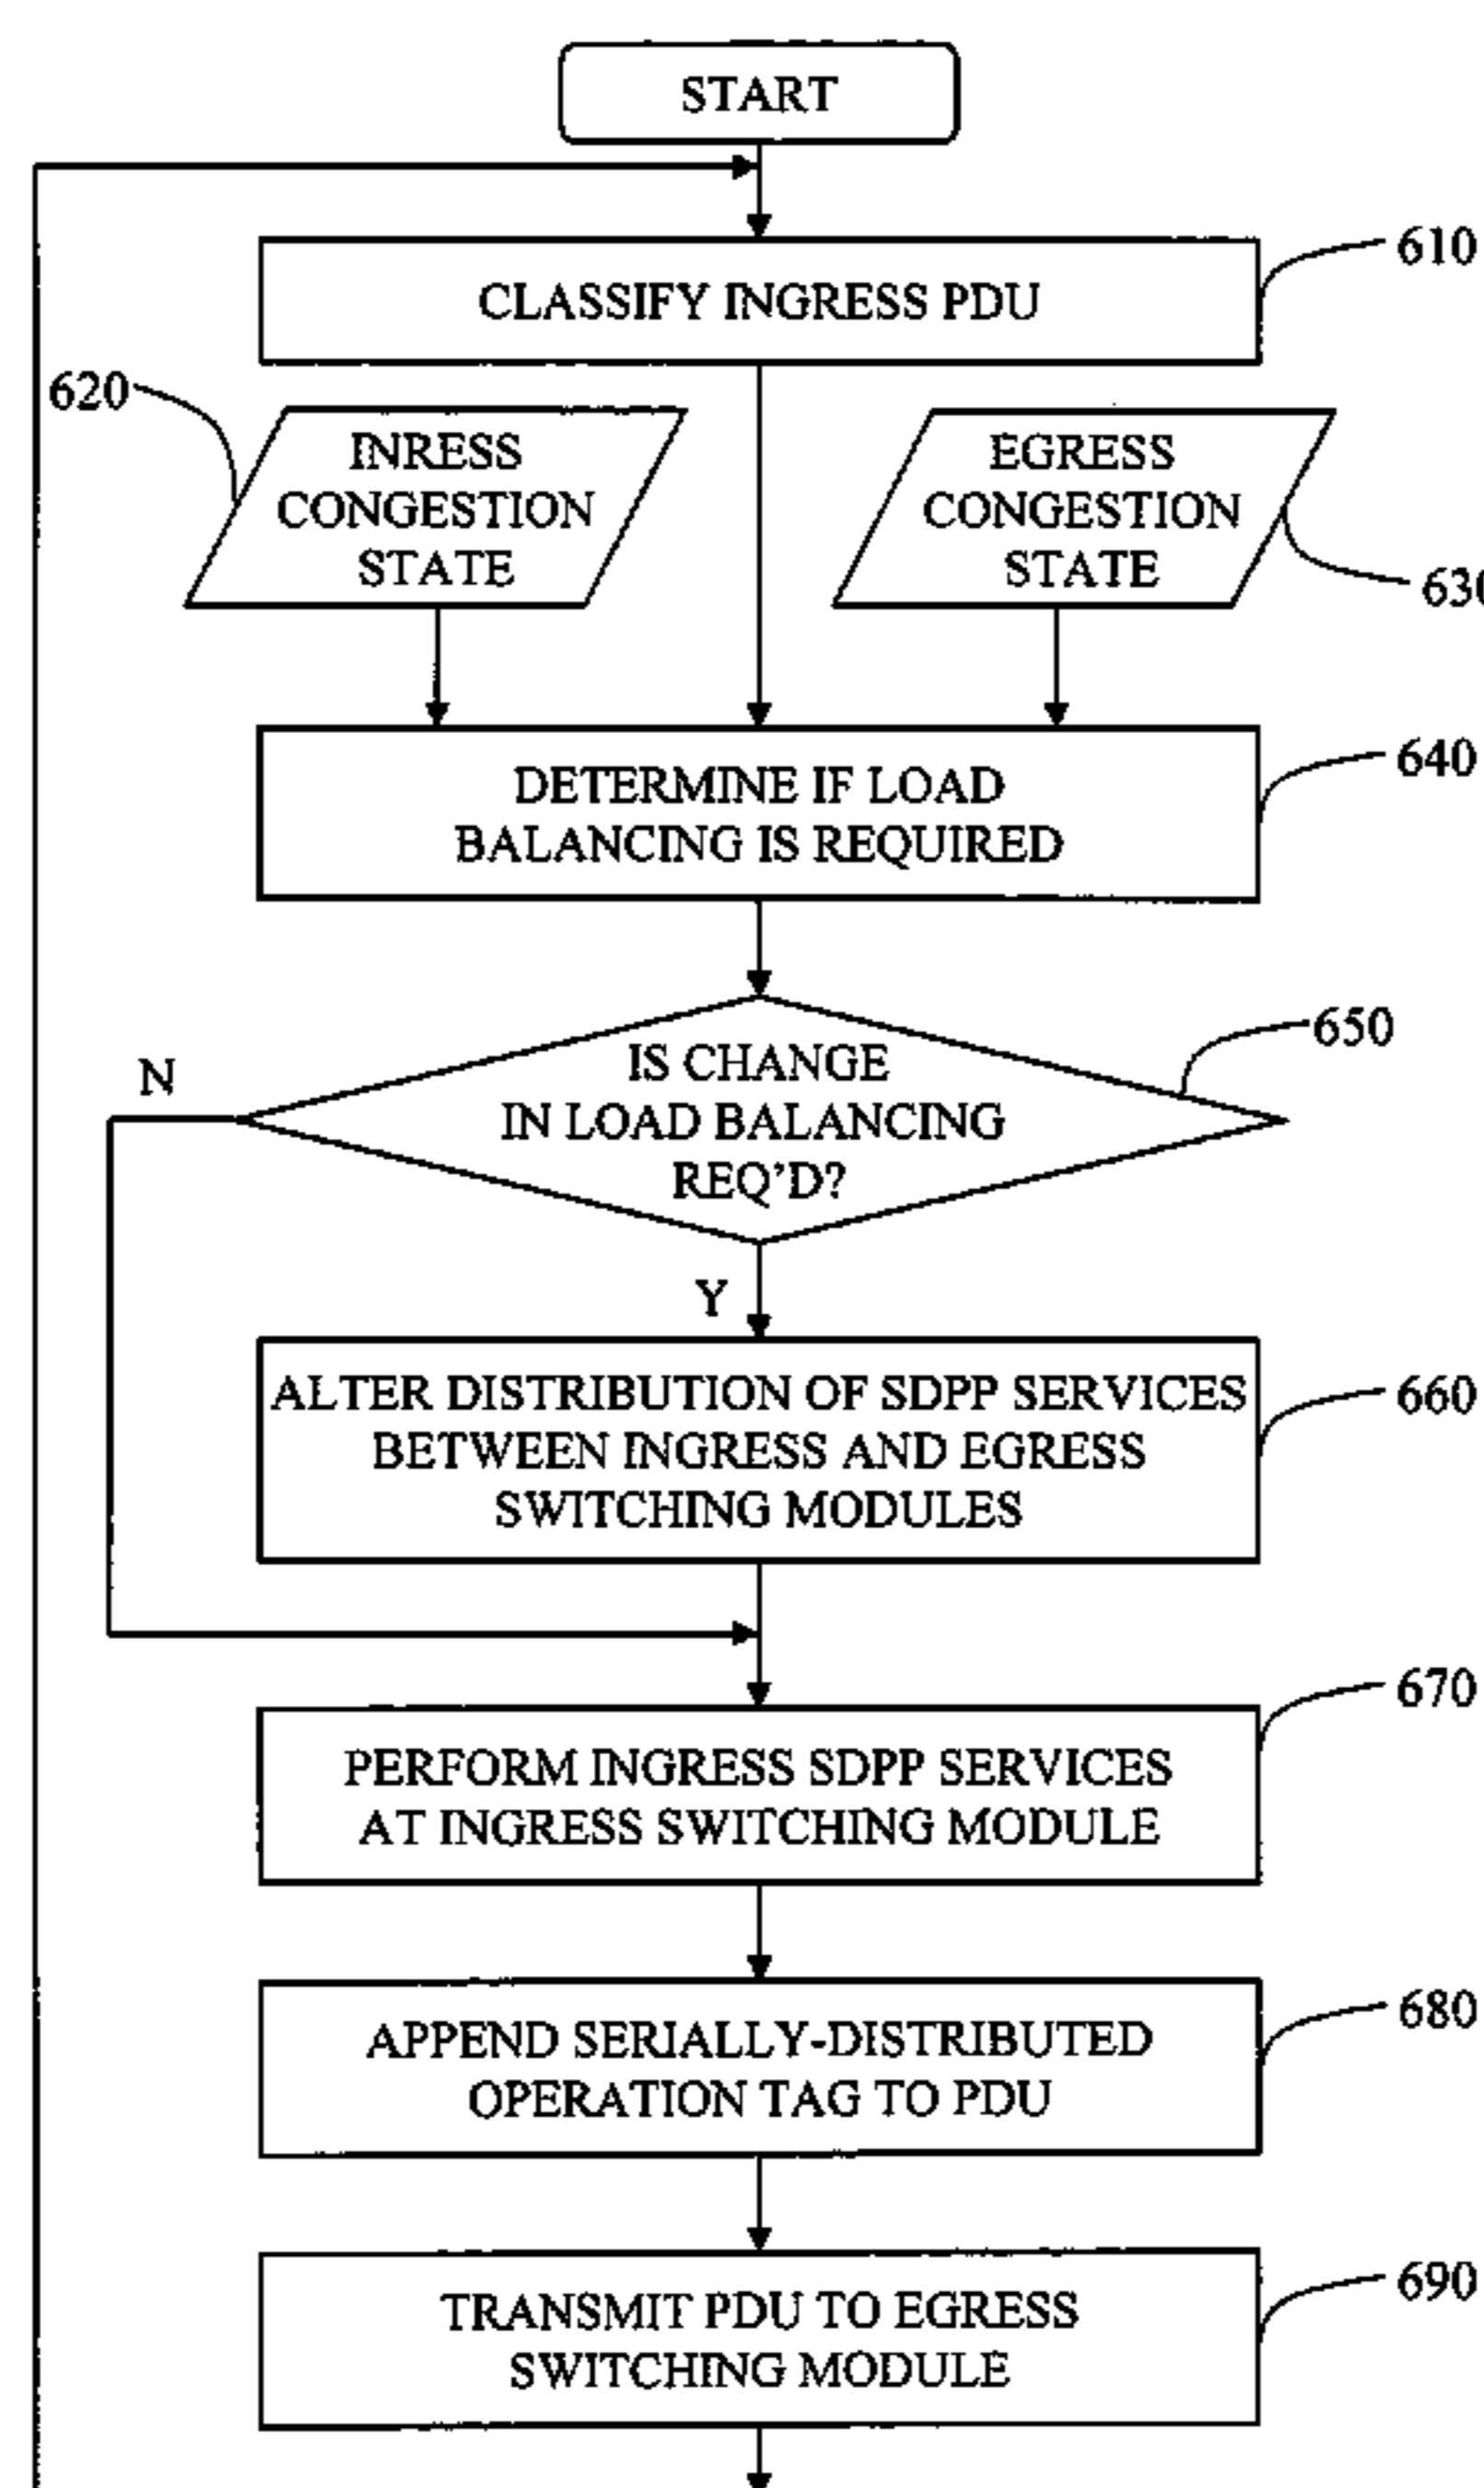 START
610
CLASSIFY INGRESS PDU
620
INRESS
CONGESTION
STATE
EGRESS
CONGESTION
STATE
630
640
DETERMINE IF LOAD
BALANCING IS REQUIRED
650
N
IS CHANGE
IN LOAD BALANCING
REQ'D?
Y
660
ALTER DISTRIBUTION OF SDPP SERVICES
BETWEEN INGRESS AND EGRESS
SWITCHING MODULES
670
PERFORM INGRESS SDPP SERVICES
AT INGRESS SWITCHING MODULE
680
APPEND SERIALLY-DISTRIBUTED
OPERATION TAG TO PDU
690
TRANSMIT PDU TO EGRESS
SWITCHING MODULE